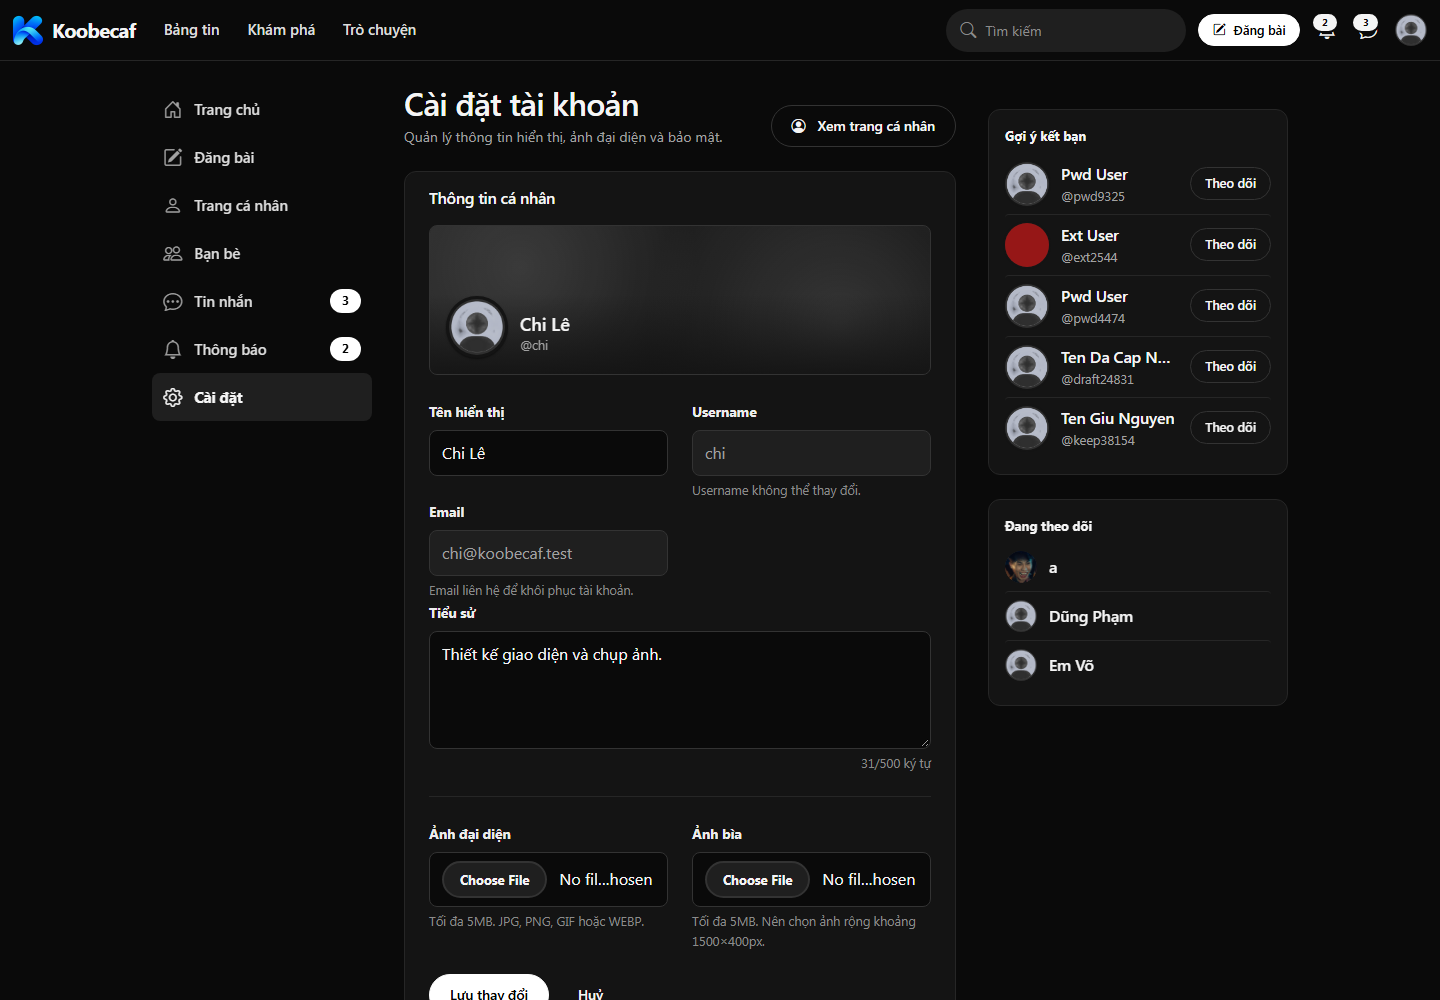 Koobecaf
Bảng tin
Khám phá
Trò chuyện
Tìm kiếm
Đăng bài
2
3
Trang chủ
Đăng bài
Trang cá nhân
Bạn bè
Tin nhắn
3
Thông báo
2
Cài đặt
Cài đặt tài khoản
Quản lý thông tin hiển thị, ảnh đại diện và bảo mật.
Xem trang cá nhân
Thông tin cá nhân
Chi Lê
@chi
Tên hiển thị
Chi Lê
Username
chi
Username không thể thay đổi.
Email
chi@koobecaf.test
Email liên hệ để khôi phục tài khoản.
Tiểu sử
Thiết kế giao diện và chụp ảnh.
31/500 ký tự
Ảnh đại diện
Choose File
No fil...hosen
Tối đa 5MB. JPG, PNG, GIF hoặc WEBP.
Ảnh bìa
Choose File
No fil...hosen
Tối đa 5MB. Nên chọn ảnh rộng khoảng
1500×400px.
Lưu thay đổi
Huỷ
Gợi ý kết bạn
Pwd User
@pwd9325
Theo dõi
Ext User
@ext2544
Theo dõi
Pwd User
@pwd4474
Theo dõi
Ten Da Cap N...
@draft24831
Theo dõi
Ten Giu Nguyen
@keep38154
Theo dõi
Đang theo dõi
a
Dũng Phạm
Em Võ